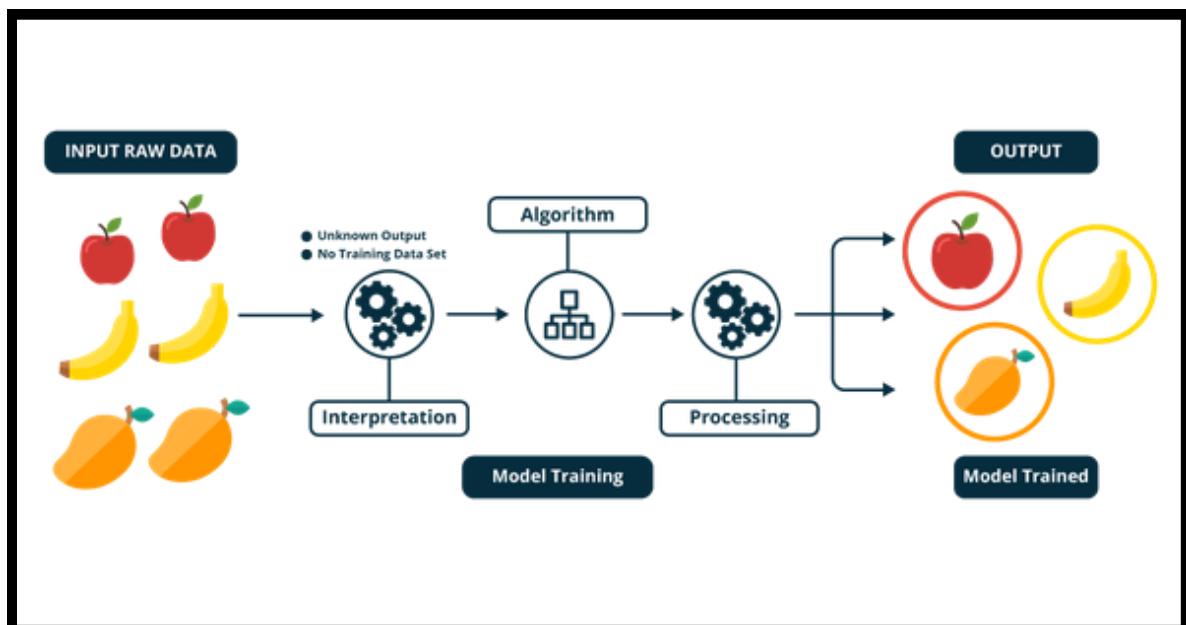 INPUT RAW DATA
OUTPUT
Algorithm
Unknown Output
No Training Data Set
Interpretation
Processing
Model Training
Model Trained